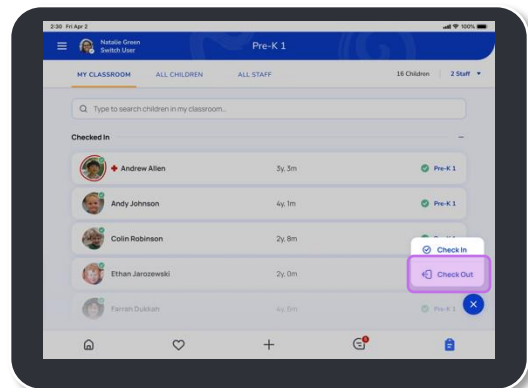 2:30 Fri Apr 2
100%
Natalie Green
Switch User
Pre-K 1
MY CLASSROOM ALL CHILDREN ALL STAFF 16 Children 2 Staff
Type to search children in my classroom...
Checked In
Andrew Allen 3y, 3m Pre-K 1
Andy Johnson 4y, 1m Pre-K 1
Colin Robinson 2y, 8m
Check In
Ethan Jarozewski 2y, 0m Check Out
Farran Dukkan Pre-K 1